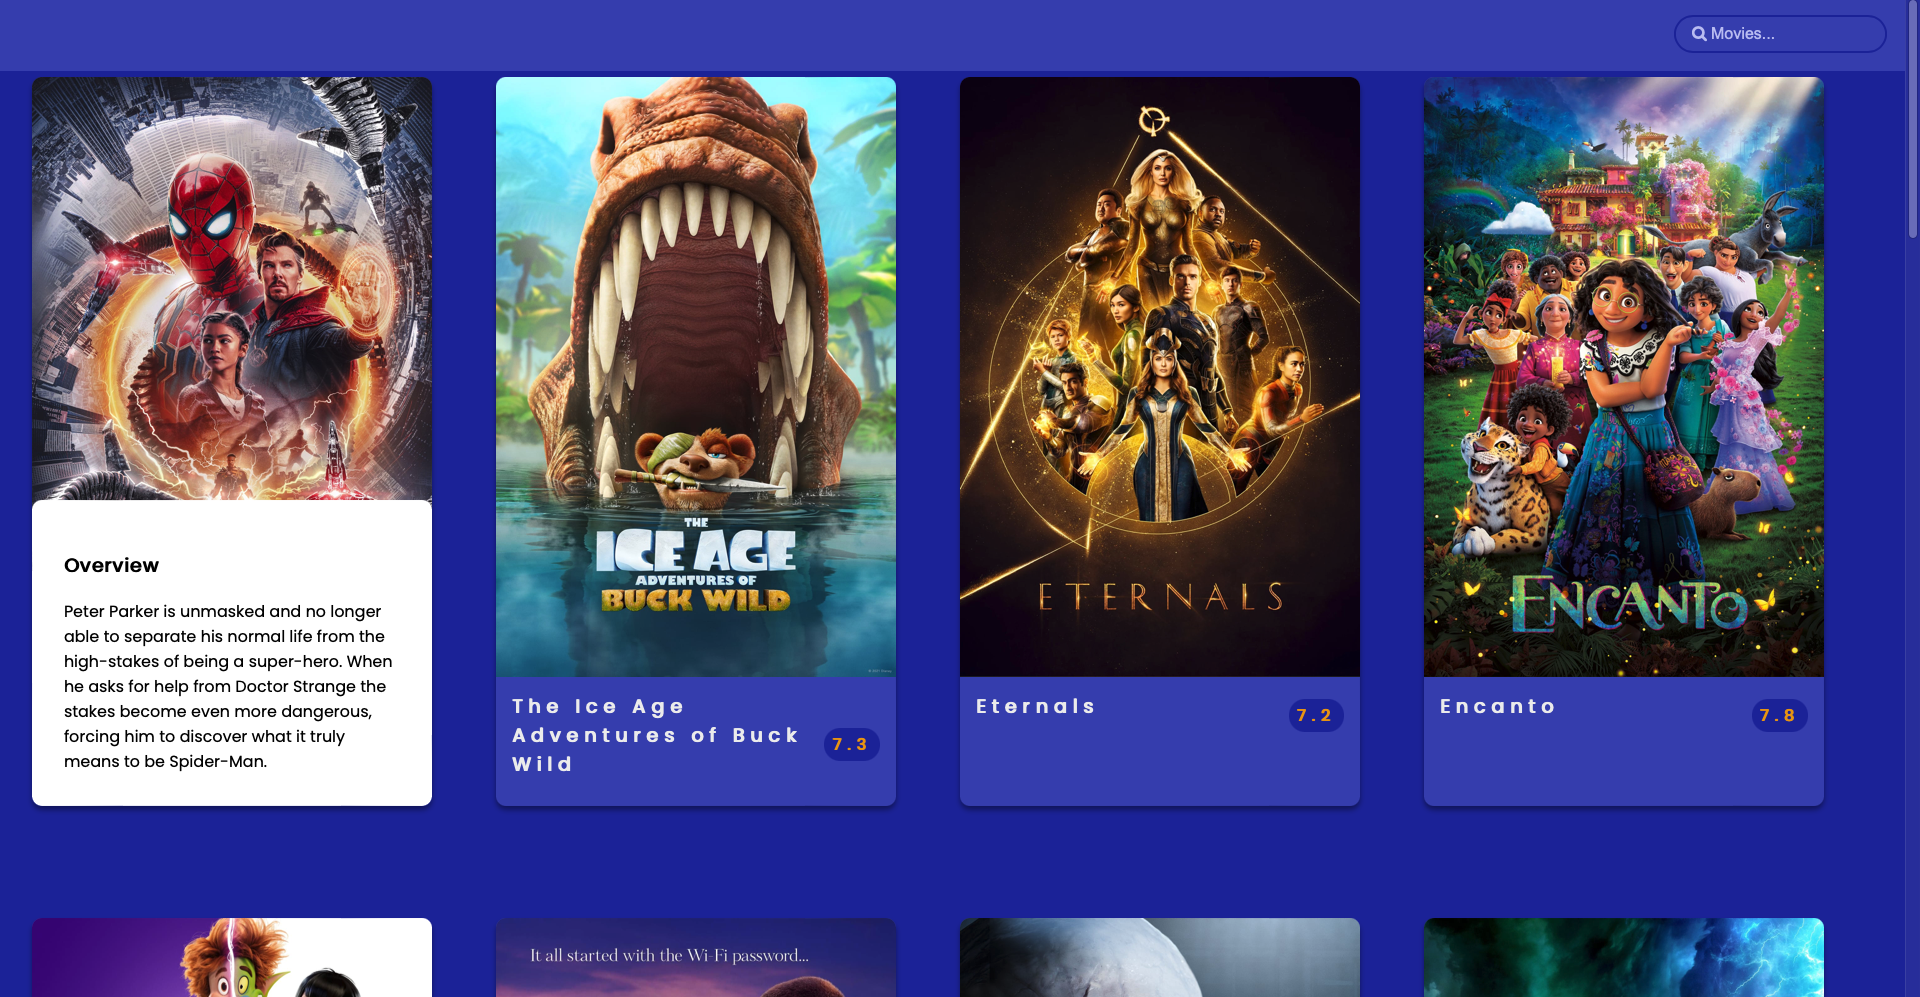 Movies...
Overview
Peter Parker is unmasked and no longer
able to separate his normal life from the
high-stakes of being a super-hero. When
he asks for help from Doctor Strange the
stakes become even more dangerous,
forcing him to discover what it truly
means to be Spider-Man.
THE
ICE AGE
ADVENTURES OF
BUCK WILD
The Ice Age
Adventures of Buck
Wild
7.3
ETERNALS
Eternals
7.2
ENCANTO
Encanto
7.8
It all started with the Wi-Fi password...